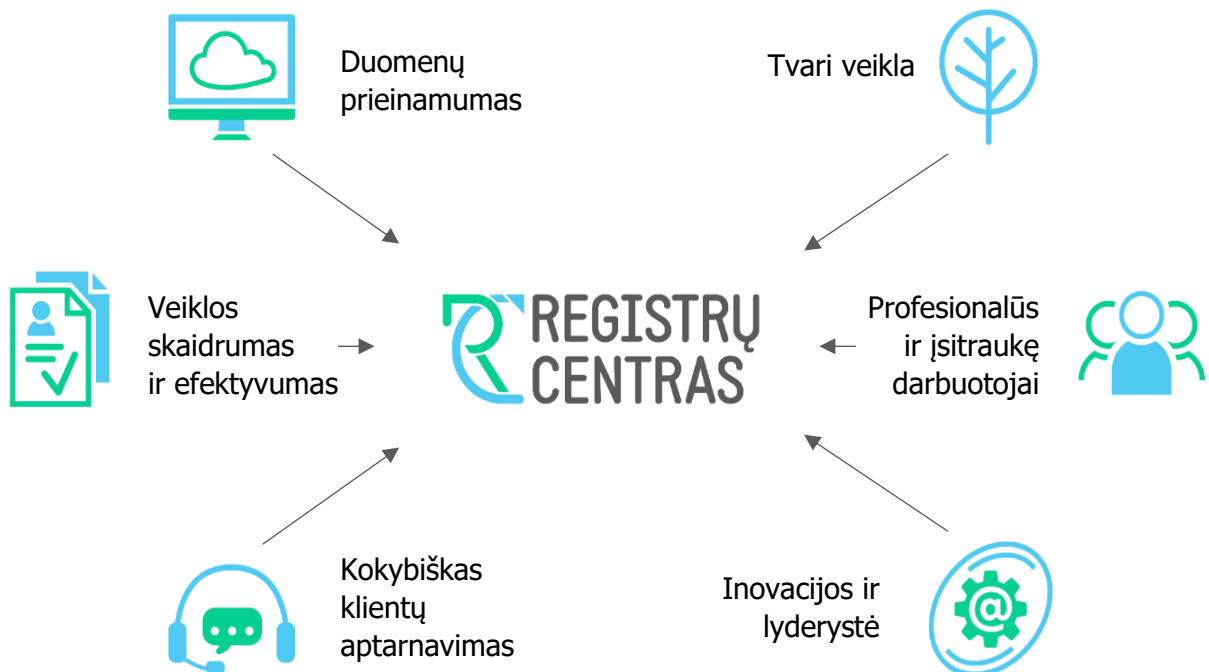 Duomenų
prieinamumas
Tvari veikla
Veiklos
skaidrumas
ir efektyvumas
REGISTRŲ
CENTRAS
Profesionalūs
ir įsitraukę
darbuotojai
Kokybiškas
klientų
aptarnavimas
Inovacijos ir
lyderystė
@